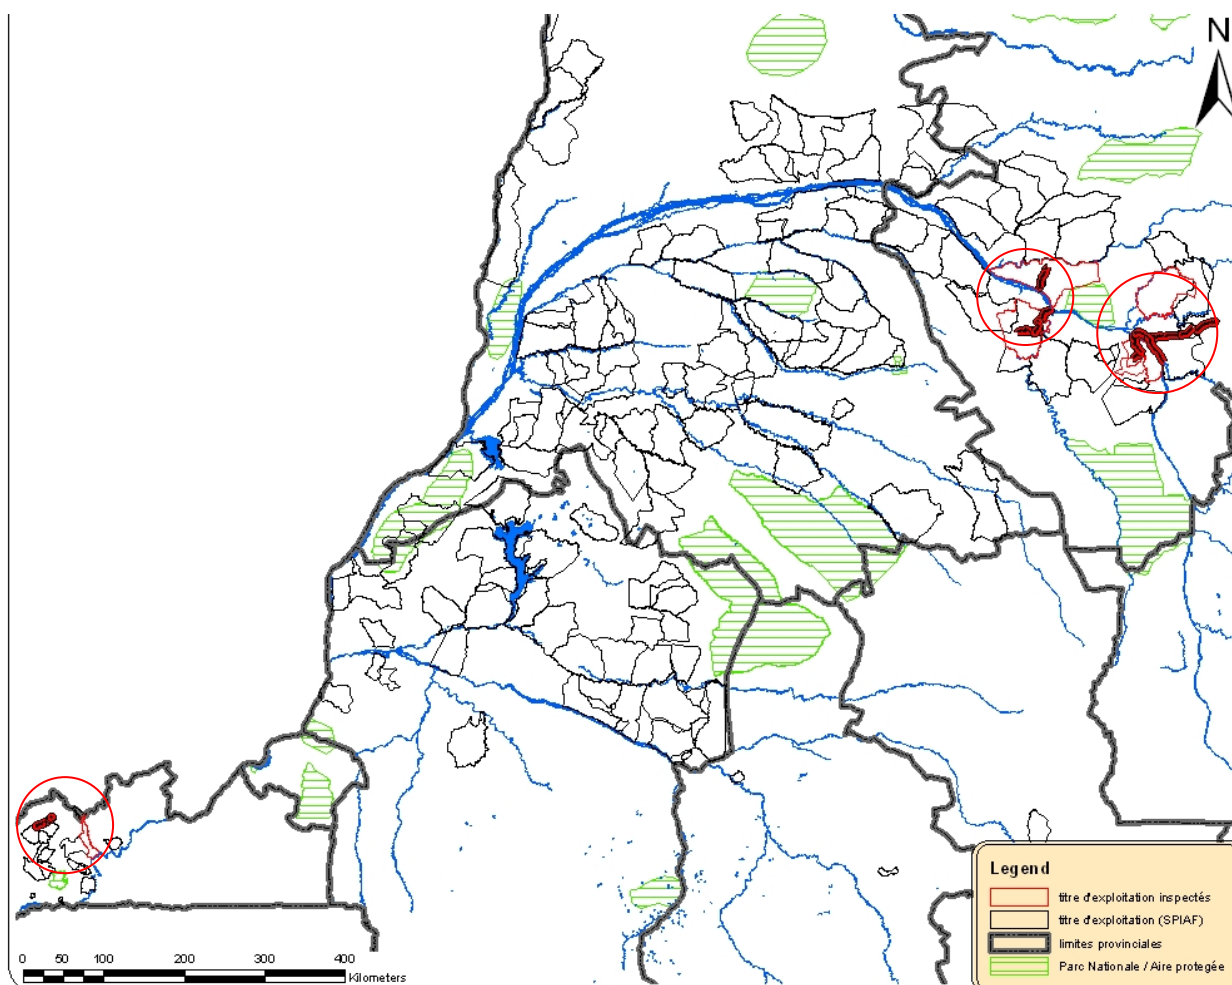 N
Legend
titre d'exploitation inspectés
titre d'exploitation (SPIAF)
limites provinciales
Parc Nationale / Aire protegée
0 50 100 200 300 400
Kilometers